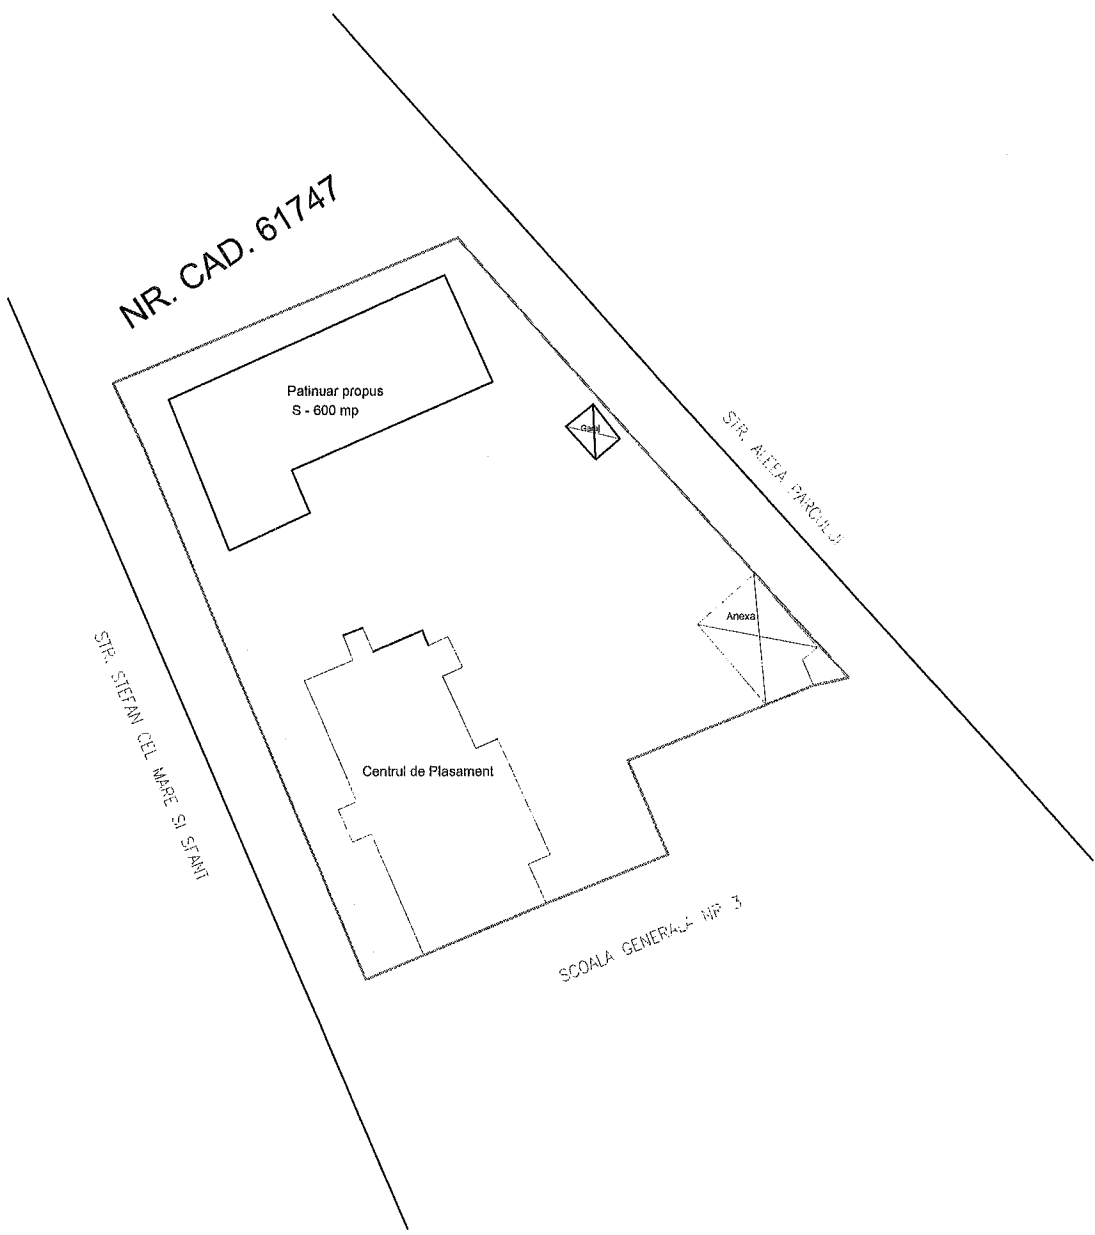 NR. CAD. 61747
Patinuar propus
S - 600 mp
STR. ALEEA PARCULUI
Anexa
STR. STEFAN CEL MARE SI SFANT
Centrul de Plasament
SCOALA GENERALA NR 3